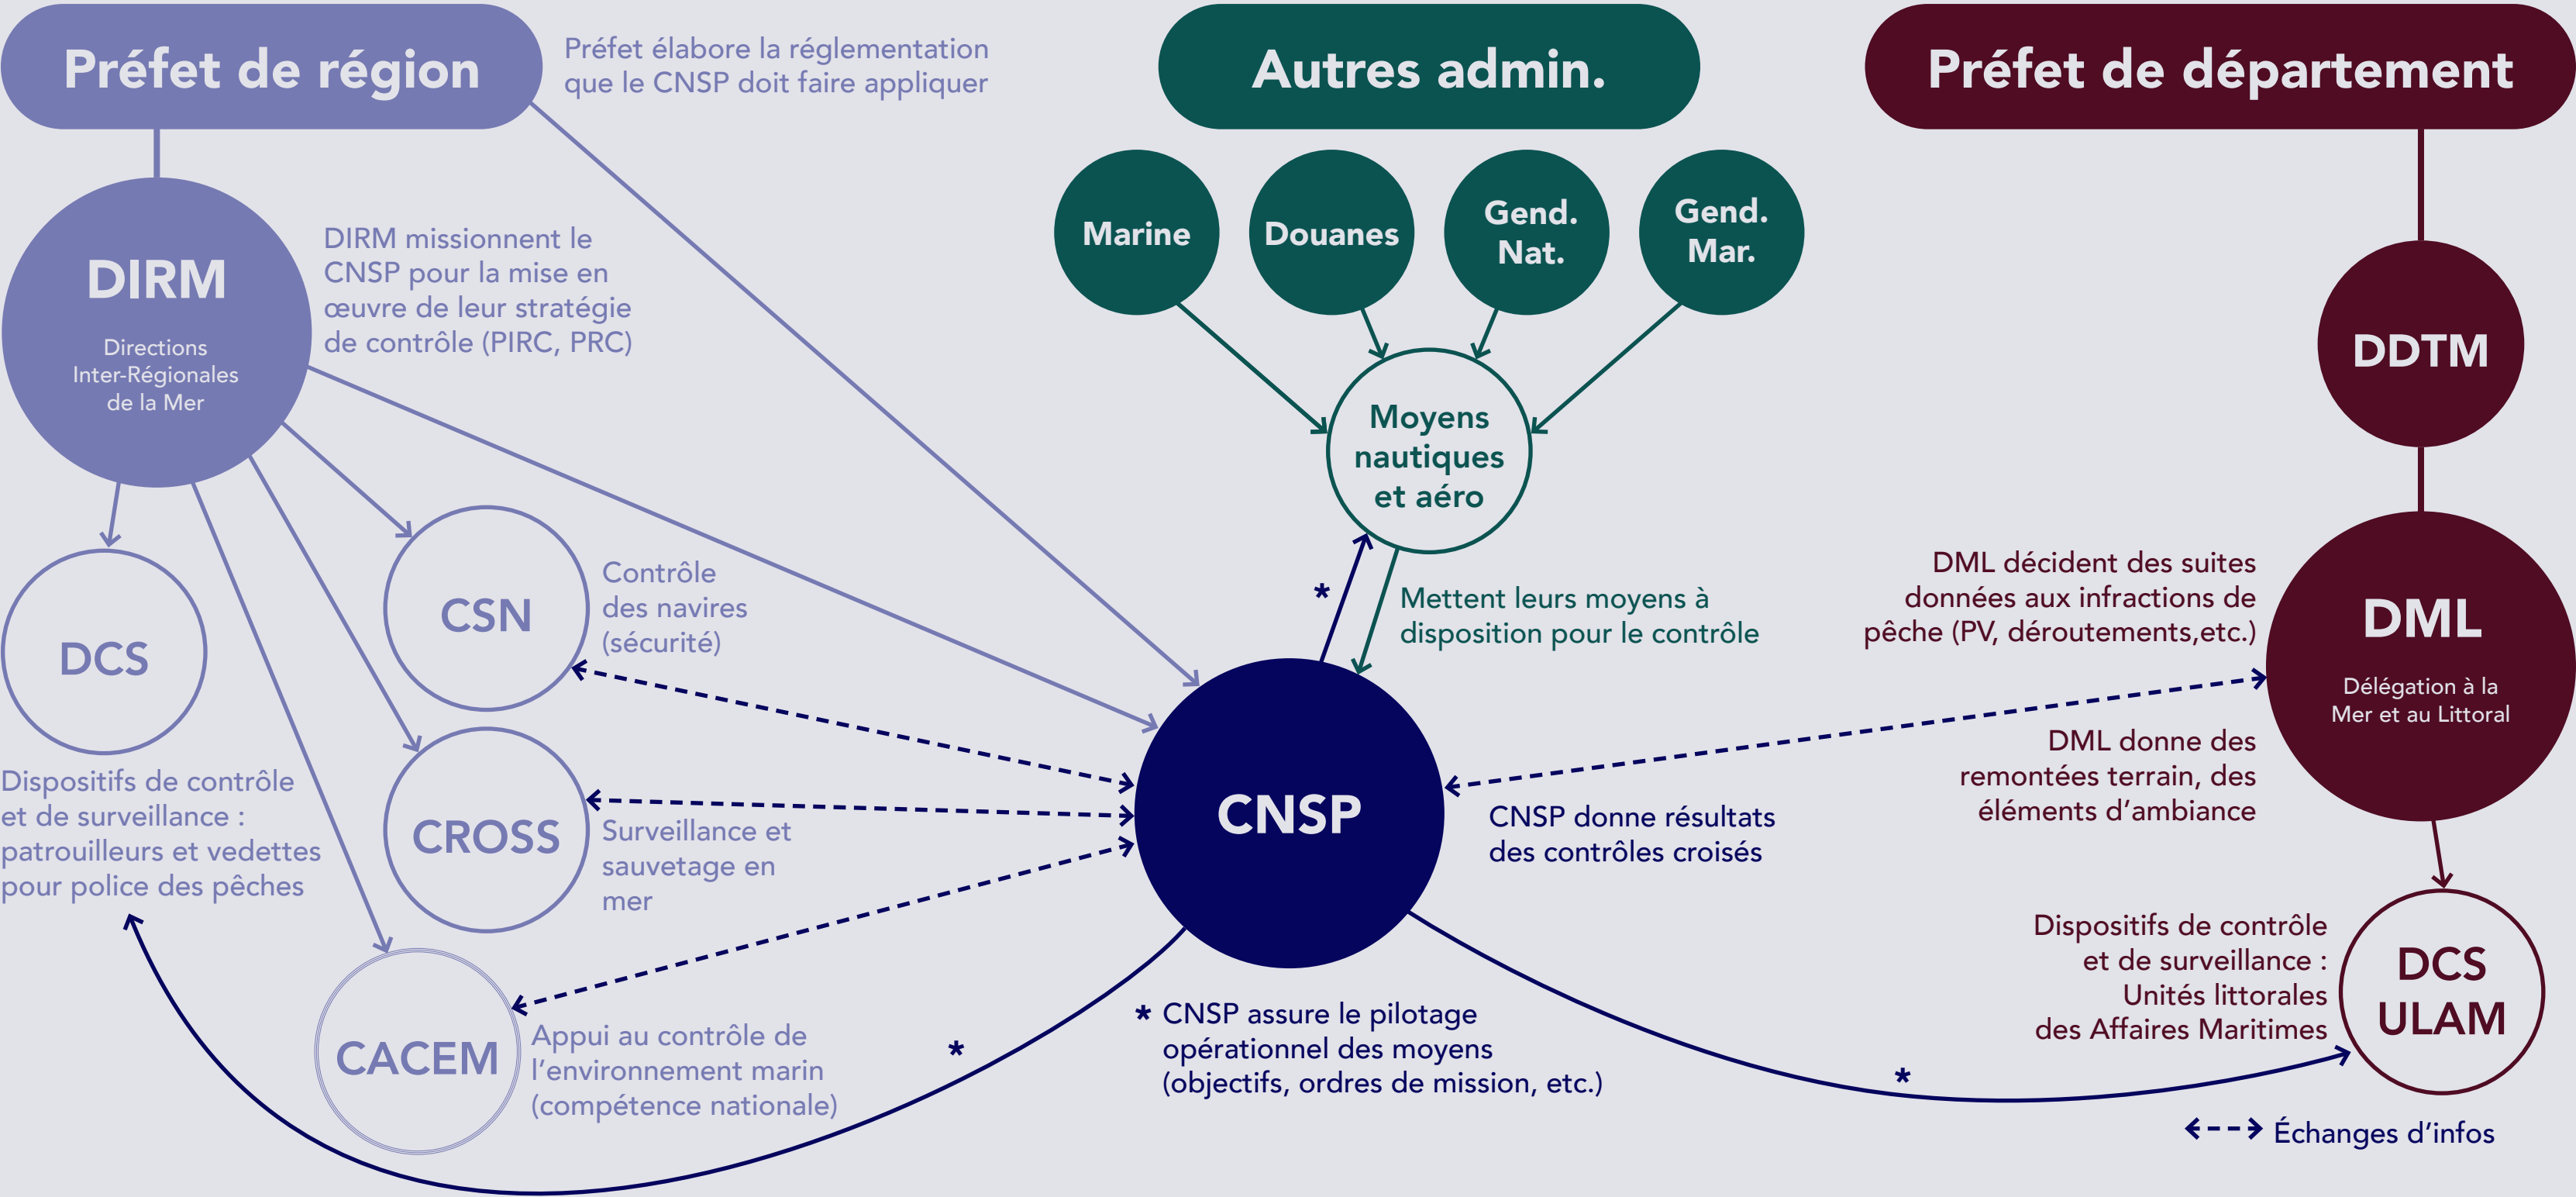 Préfet de région
Préfet élabore la réglementation
que le CNSP doit faire appliquer
Autres admin.
Préfet de département
DIRM
Directions
Inter-Régionales
de la Mer
DIRM missionnent le
CNSP pour la mise en
œuvre de leur stratégie
de contrôle (PIRC, PRC)
Marine
Douanes
Gend.
Nat.
Gend.
Mar.
Moyens
nautiques
et aéro
DDTM
DCS
Dispositifs de contrôle
et de surveillance :
patrouilleurs et vedettes
pour police des pêches
CSN
Contrôle
des navires
(sécurité)
CROSS
Surveillance et
sauvetage en
mer
CACEM
Appui au contrôle de
l’environnement marin
(compétence nationale)
*
*
Mettent leurs moyens à
disposition pour le contrôle
CNSP
CNSP donne résultats
des contrôles croisés
* CNSP assure le pilotage
opérationnel des moyens
(objectifs, ordres de mission, etc.)
*
DML décident des suites
données aux infractions de
pêche (PV, déroutements,etc.)
DML
Délégation à la
Mer et au Littoral
DML donne des
remontées terrain, des
éléments d’ambiance
Dispositifs de contrôle
et de surveillance :
Unités littorales
des Affaires Maritimes
DCS
ULAM
Échanges d’infos